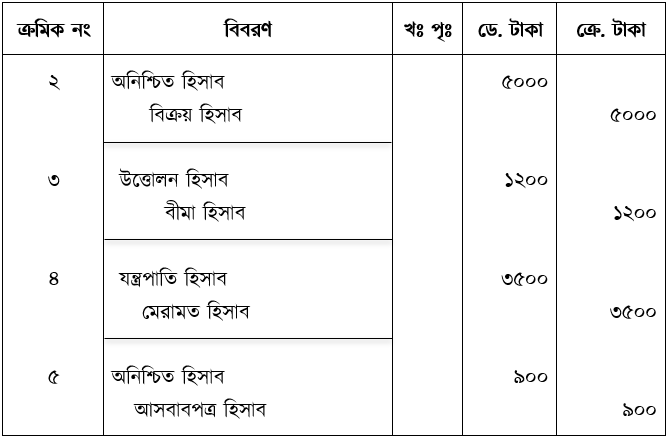 ক্রমিক নং বিবরণ খঃ পৃঃ ডে. টাকা ক্রে. টাকা
২ অনিশ্চিত হিসাব ৫০০০
বিক্রয় হিসাব ৫০০০
৩ উত্তোলন হিসাব ১২০০
বীমা হিসাব ১২০০
৪ যন্ত্রপাতি হিসাব ৩৫০০
মেরামত হিসাব ৩৫০০
৫ অনিশ্চিত হিসাব ৯০০
আসবাবপত্র হিসাব ৯০০